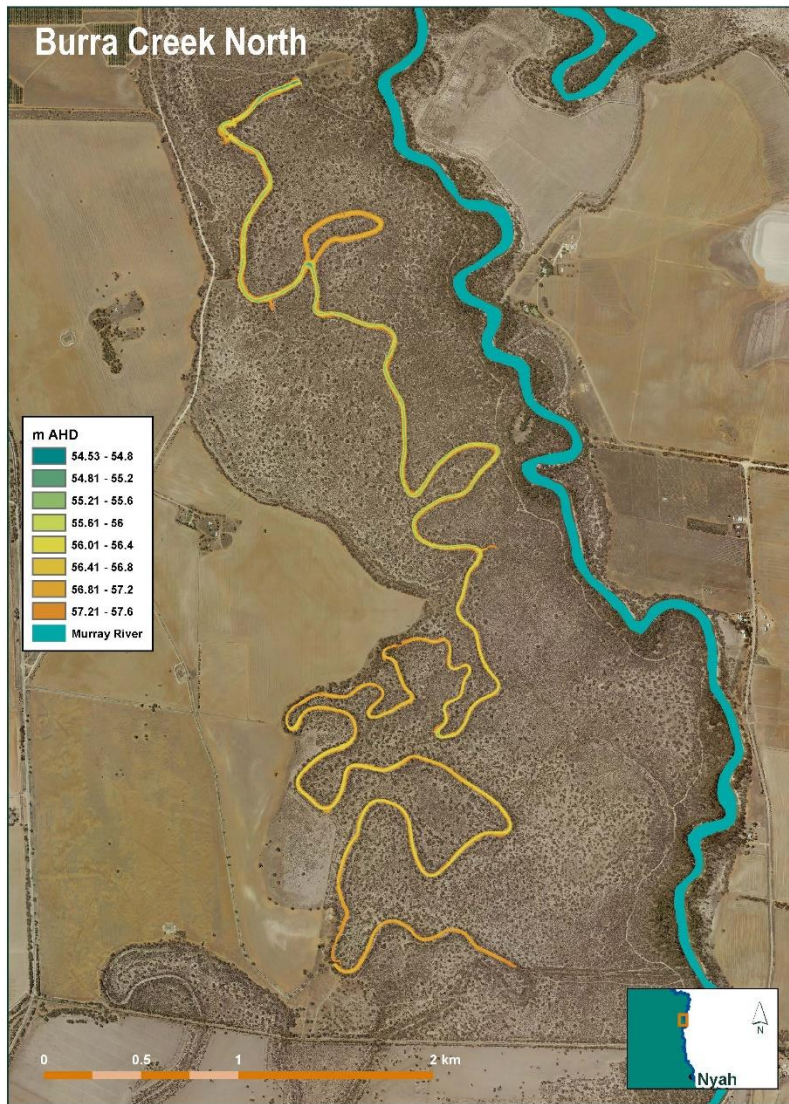 Burra Creek North
m AHD
54.53 - 54.8
54.81 - 55.2
55.21 - 55.6
55.61 - 56
56.01 - 56.4
56.41 - 56.8
56.81 - 57.2
57.21 - 57.6
Murray River
0 0.5 1 2 km
N
Nyah